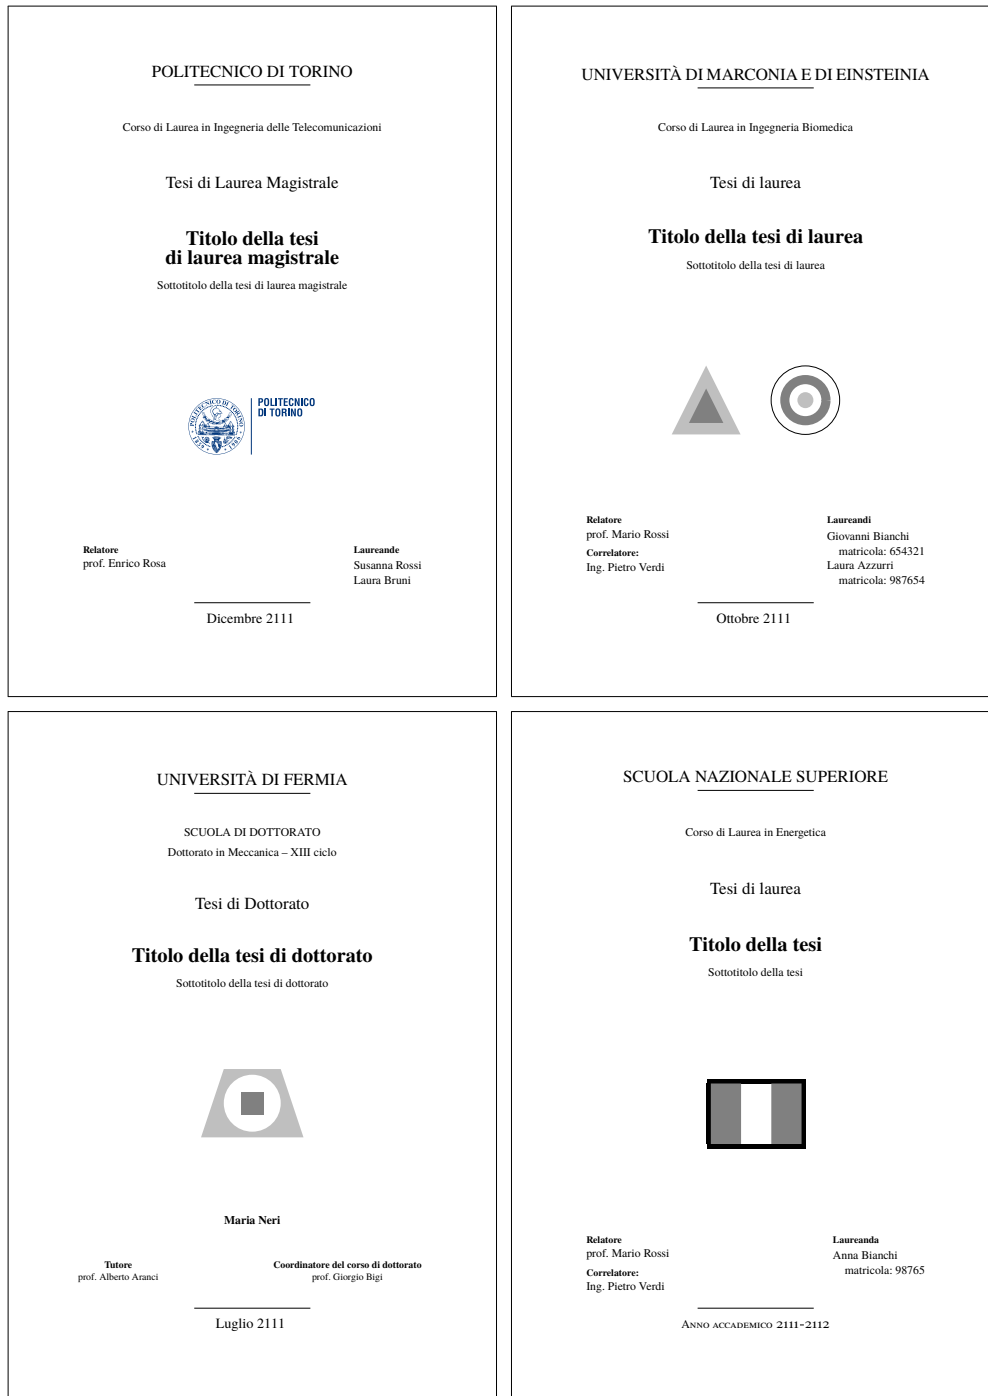 POLITECNICO DI TORINO
Corso di Laurea in Ingegneria delle Telecomunicazioni
Tesi di Laurea Magistrale
Titolo della tesi
di laurea magistrale
Sottotitolo della tesi di laurea magistrale
POLITECNICO DI TORINO
1859 1906
POLITECNICO
DI TORINO
Relatore
prof. Enrico Rosa
Laureande
Susanna Rossi
Laura Bruni
Dicembre 2111
UNIVERSITÀ DI MARCONIA E DI EINSTEINIA
Corso di Laurea in Ingegneria Biomedica
Tesi di laurea
Titolo della tesi di laurea
Sottotitolo della tesi di laurea
Relatore
prof. Mario Rossi
Correlatore:
Ing. Pietro Verdi
Laureandi
Giovanni Bianchi
matricola: 654321
Laura Azzurri
matricola: 987654
Ottobre 2111
UNIVERSITÀ DI FERMIA
SCUOLA DI DOTTORATO
Dottorato in Meccanica – XIII ciclo
Tesi di Dottorato
Titolo della tesi di dottorato
Sottotitolo della tesi di dottorato
Maria Neri
Tutore
prof. Alberto Aranci
Coordinatore del corso di dottorato
prof. Giorgio Bigi
Luglio 2111
SCUOLA NAZIONALE SUPERIORE
Corso di Laurea in Energetica
Tesi di laurea
Titolo della tesi
Sottotitolo della tesi
Relatore
prof. Mario Rossi
Correlatore:
Ing. Pietro Verdi
Laureanda
Anna Bianchi
matricola: 98765
ANNO ACCADEMICO 2111-2112